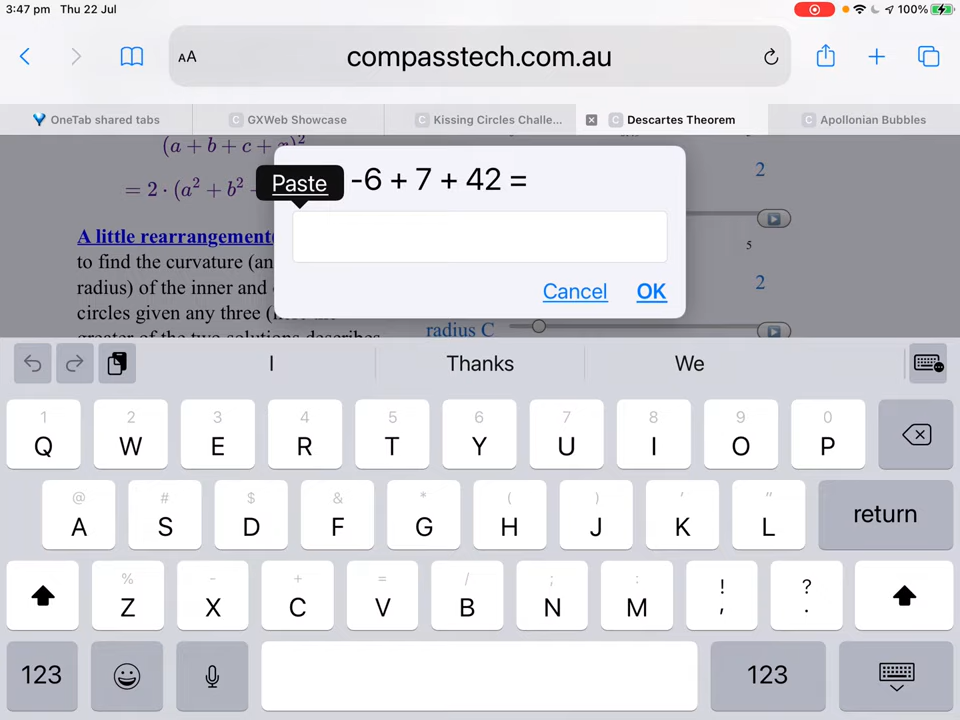 3:47 pm Thu 22 Jul 100%
AA compasstech.com.au
OneTab shared tabs GXWeb Showcase Kissing Circles Challe... Descartes Theorem Apollonian Bubbles
= 2 · (a² + b²
Paste -6 + 7 + 42 =
2
5
A little rearrangement
to find the curvature (an
radius) of the inner and
circles given any three (
Cancel OK
2
radius C
I Thanks We
1 2 3 4 5 6 7 8 9 0
Q W E R T Y U I O P
@ # $ & * ( ) ' "
A S D F G H J K L return
% - + = / ; : ! ?
Z X C V B N M , .
123 123